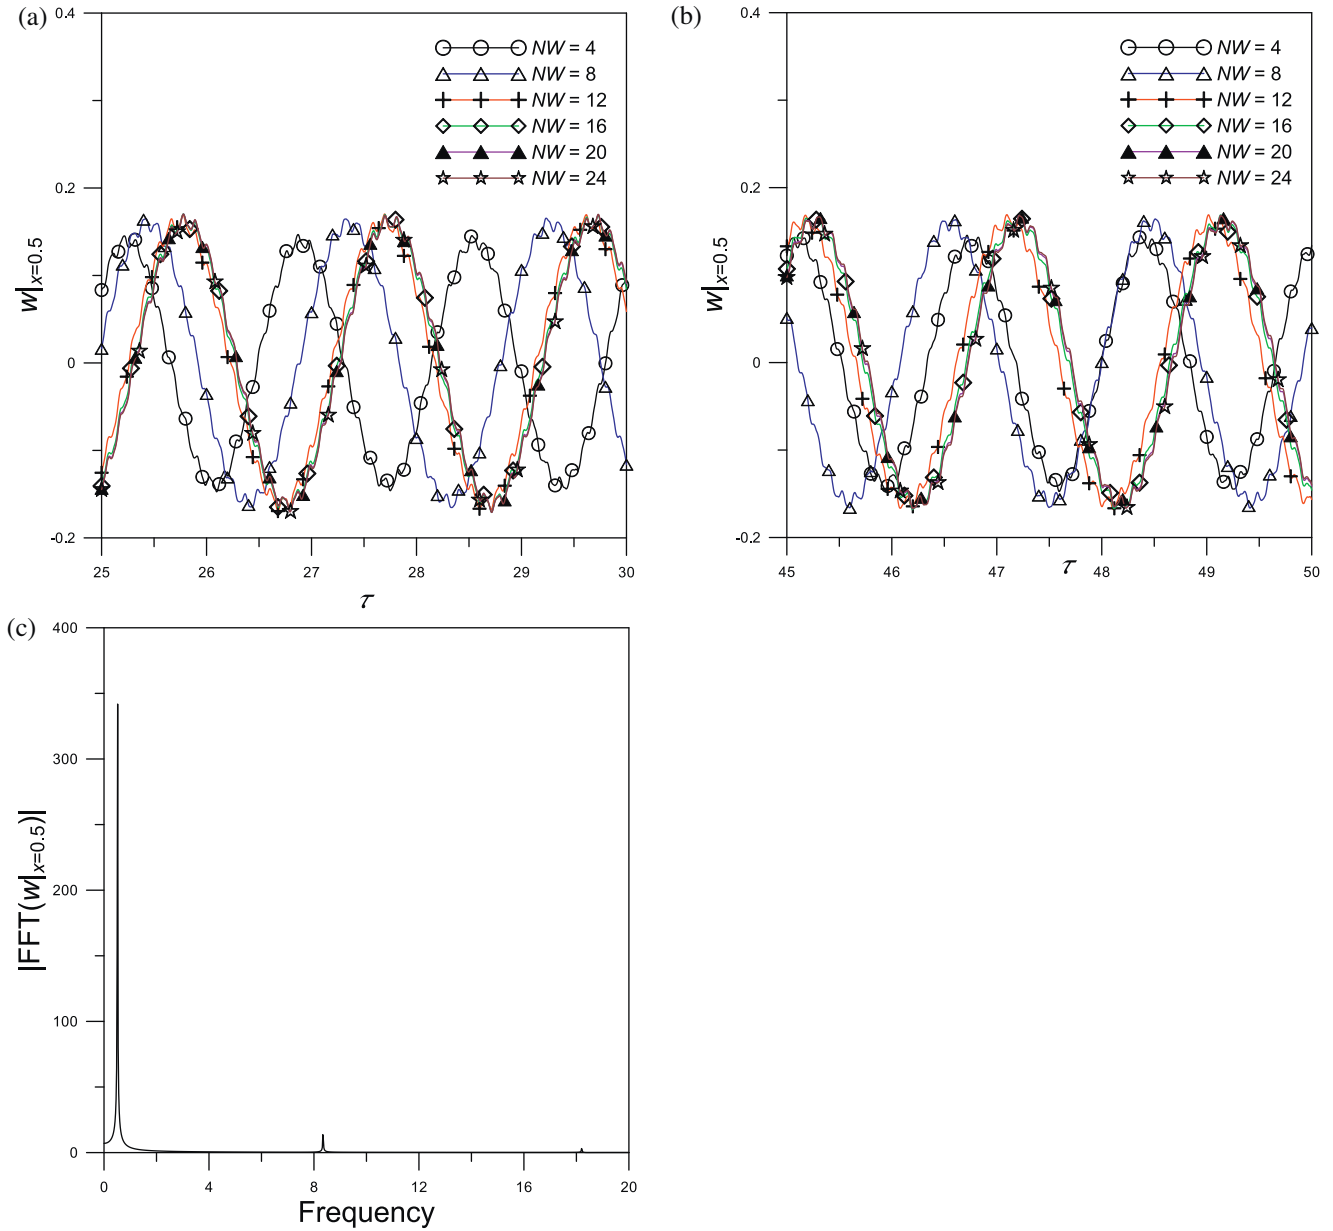 (a)
0.4
NW = 4
NW = 8
NW = 12
NW = 16
NW = 20
NW = 24
0.2
w|x=0.5
0
-0.2
25 26 27 28 29 30
τ
(b)
0.4
NW = 4
NW = 8
NW = 12
NW = 16
NW = 20
NW = 24
0.2
w|x=0.5
0
-0.2
45 46 47 48 49 50
τ
(c)
400
300
|FFT(w|x=0.5)|
200
100
0
0 4 8 12 16 20
Frequency